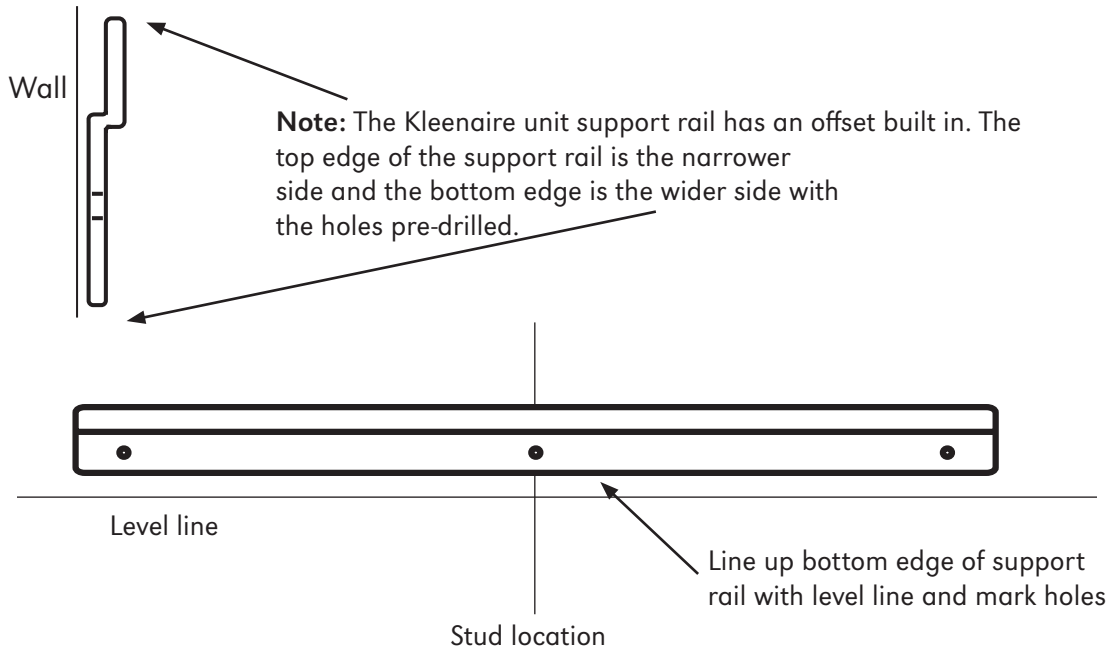 Wall
Note: The Kleenaire unit support rail has an offset built in. The
top edge of the support rail is the narrower
side and the bottom edge is the wider side with
the holes pre-drilled.
Level line
Line up bottom edge of support
rail with level line and mark holes
Stud location